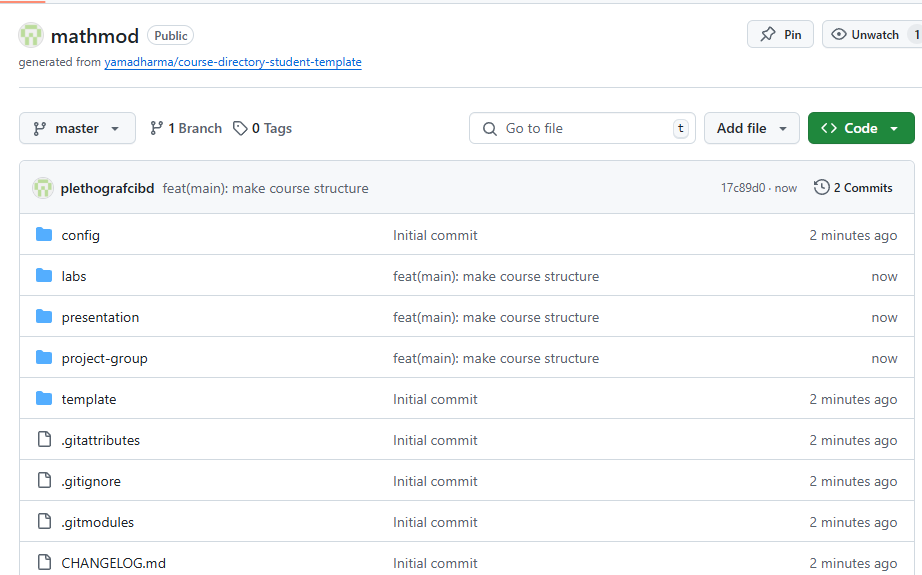 mathmod Public Pin Unwatch 1
generated from yamadharma/course-directory-student-template
master 1 Branch 0 Tags Go to file t Add file Code
plethografcibd feat(main): make course structure 17c89d0 · now 2 Commits
config Initial commit 2 minutes ago
labs feat(main): make course structure now
presentation feat(main): make course structure now
project-group feat(main): make course structure now
template Initial commit 2 minutes ago
.gitattributes Initial commit 2 minutes ago
.gitignore Initial commit 2 minutes ago
.gitmodules Initial commit 2 minutes ago
CHANGELOG.md Initial commit 2 minutes ago